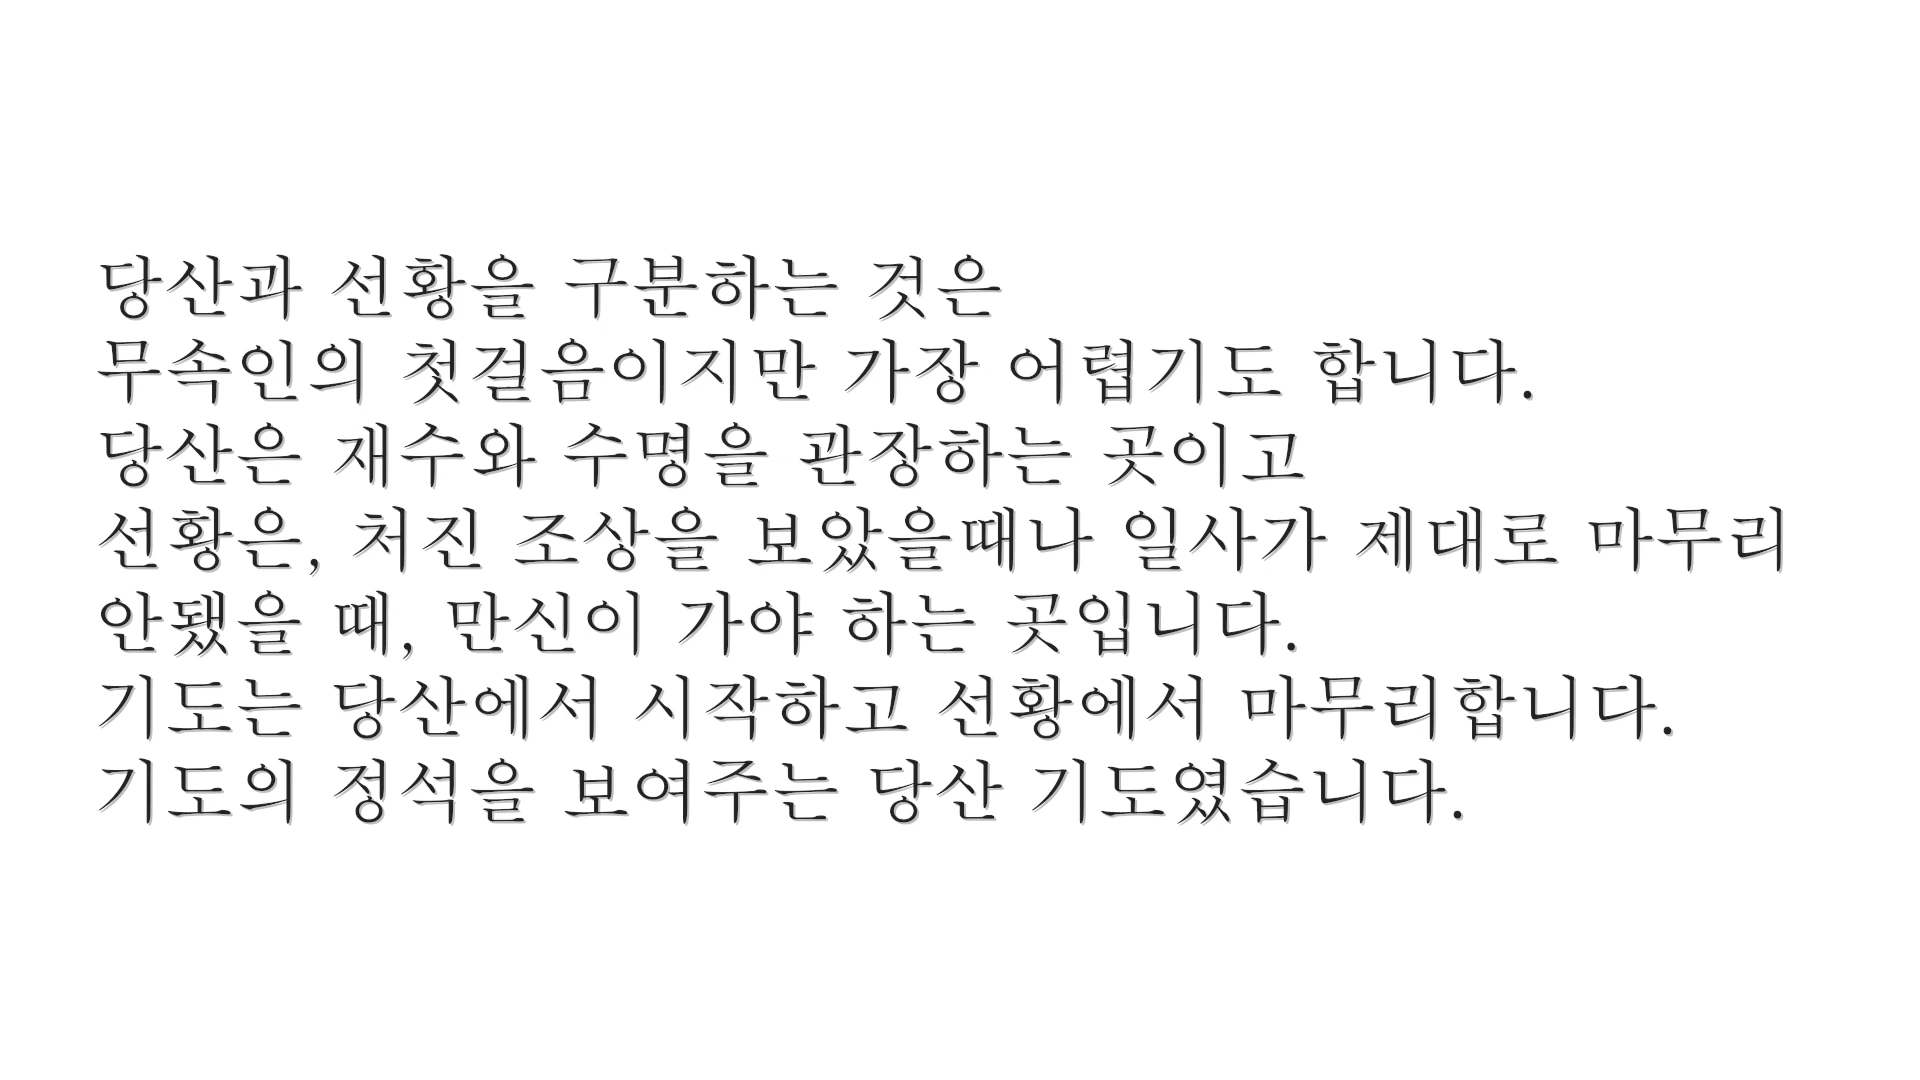 당산과 선황을 구분하는 것은
무속인의 첫걸음이지만 가장 어렵기도 합니다.
당산은 재수와 수명을 관장하는 곳이고
선황은, 처진 조상을 보았을때나 일사가 제대로 마무리
안됐을 때, 만신이 가야 하는 곳입니다.
기도는 당산에서 시작하고 선황에서 마무리합니다.
기도의 정석을 보여주는 당산 기도였습니다.